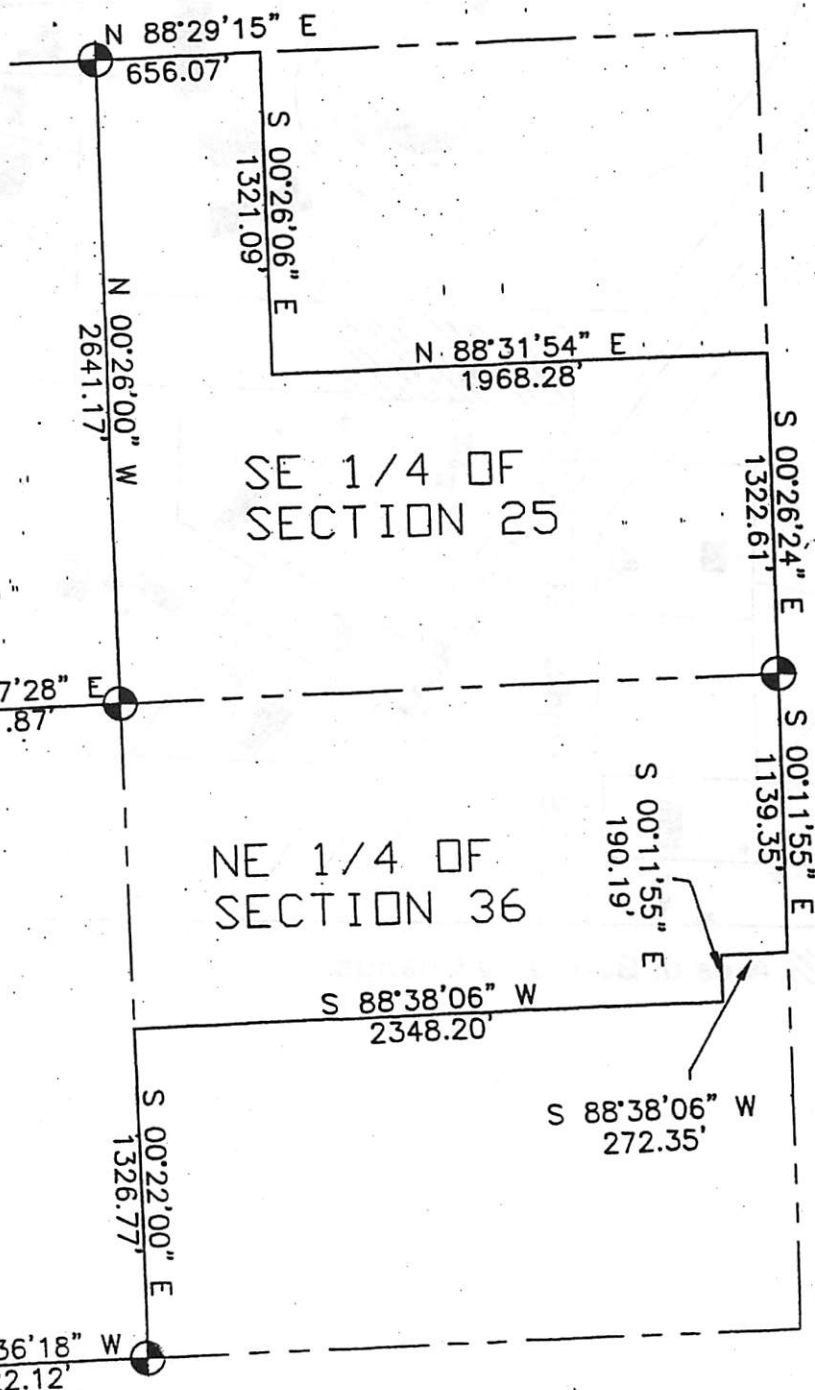 N 88°29'15" E
656.07'
S 00°26'06" E
1321.09'
N 00°26'00" W
2641.17'
N 88°31'54" E
1968.28'
S 00°26'24" E
1322.61'
SE 1/4 OF
SECTION 25
7'28" E
.87'
S 00°11'55" E
1139.35'
S 00°11'55" E
190.19'
NE 1/4 OF
SECTION 36
S 88°38'06" W
2348.20'
S 88°38'06" W
272.35'
S 00°22'00" E
1326.77'
36'18" W
2.12'